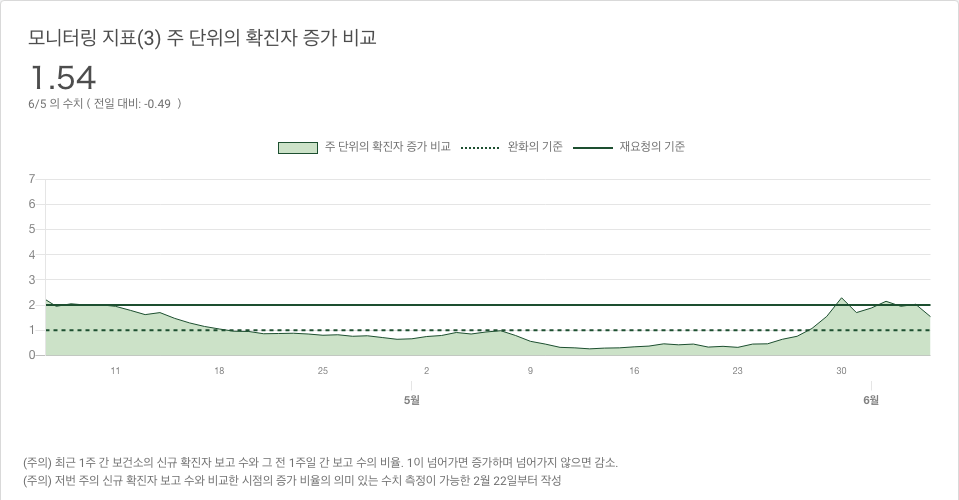 모니터링 지표(3) 주 단위의 확진자 증가 비교
1.54
6/5 의 수치 ( 전일 대비: -0.49 )
주 단위의 확진자 증가 비교 완화의 기준 재요청의 기준
7
6
5
4
3
2
1
0
11 18 25 2 9 16 23 30
5월 6월
(주의) 최근 1주 간 보건소의 신규 확진자 보고 수와 그 전 1주일 간 보고 수의 비율. 1이 넘어가면 증가하며 넘어가지 않으면 감소.
(주의) 저번 주의 신규 확진자 보고 수와 비교한 시점의 증가 비율의 의미 있는 수치 측정이 가능한 2월 22일부터 작성